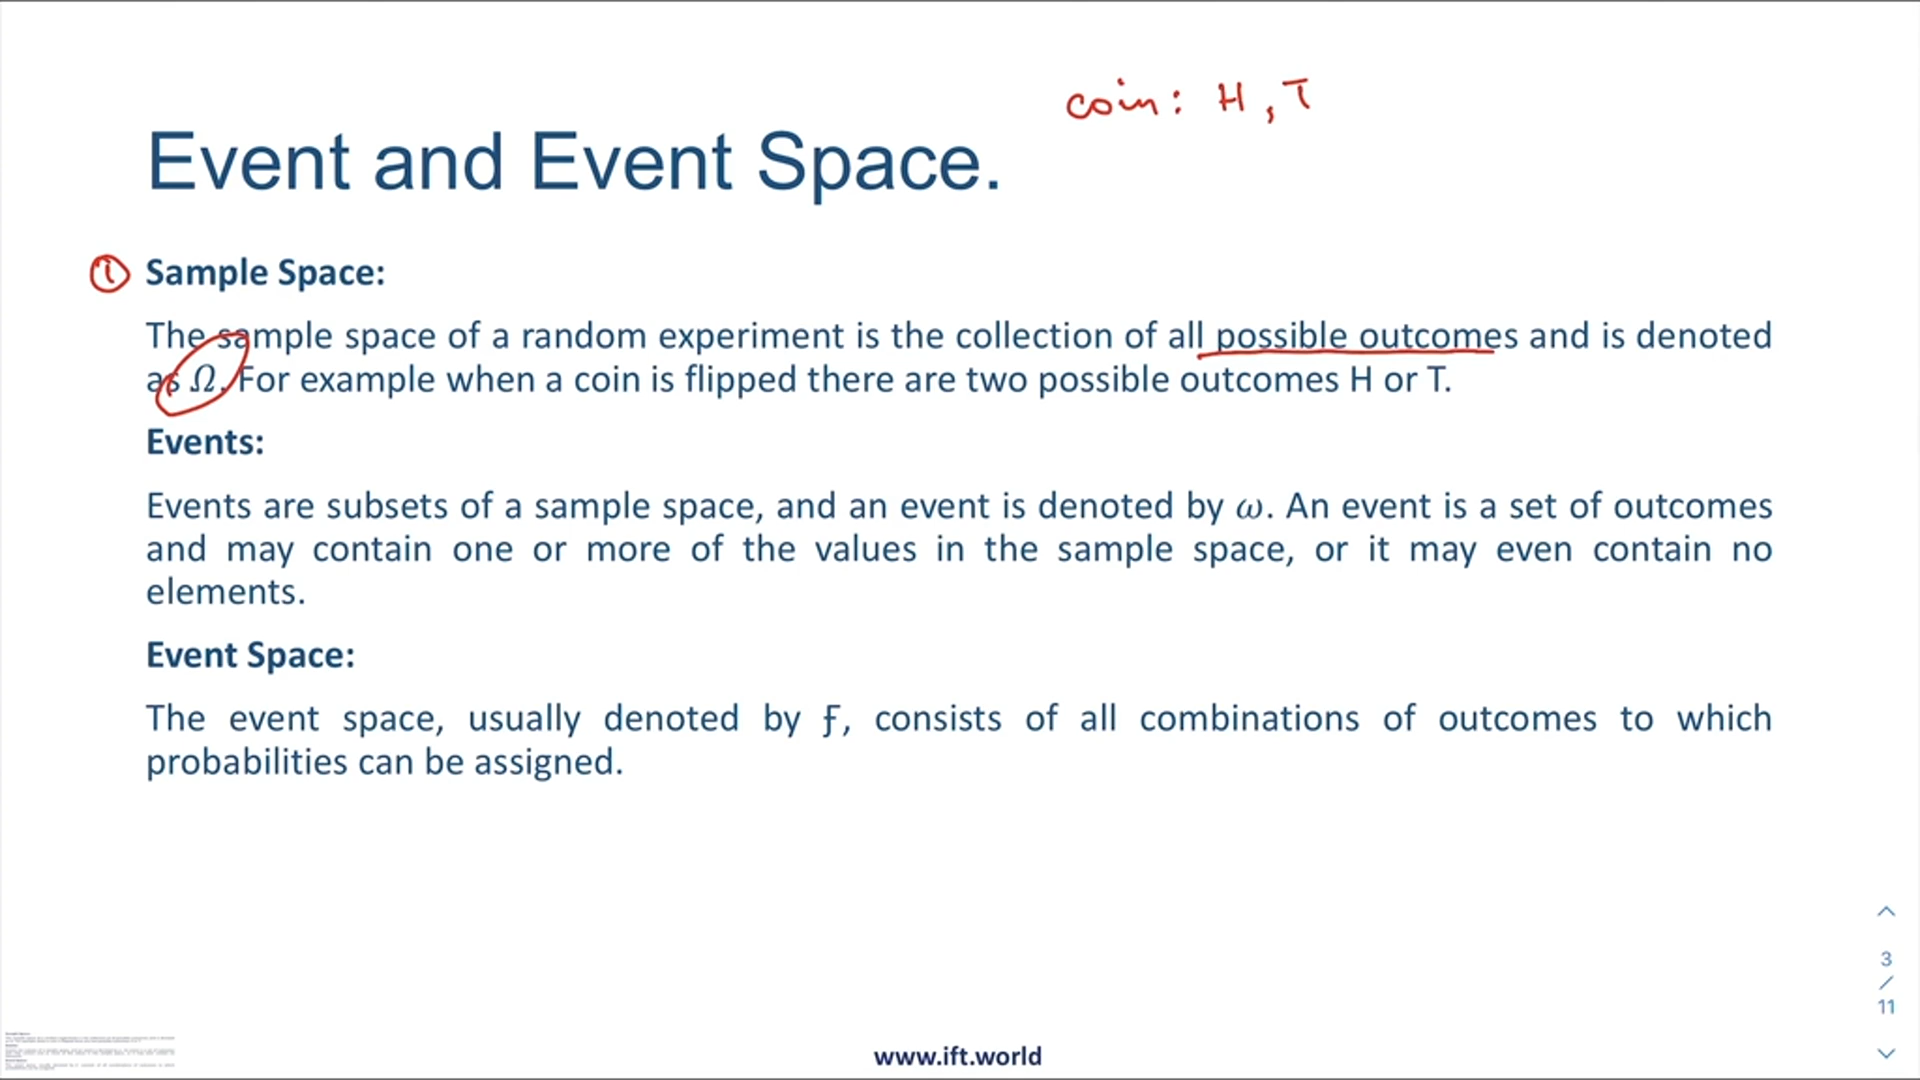 coin: H, T
Event and Event Space.
① Sample Space:
The sample space of a random experiment is the collection of all possible outcomes and is denoted
as Ω. For example when a coin is flipped there are two possible outcomes H or T.
Events:
Events are subsets of a sample space, and an event is denoted by ω. An event is a set of outcomes
and may contain one or more of the values in the sample space, or it may even contain no
elements.
Event Space:
The event space, usually denoted by ƒ, consists of all combinations of outcomes to which
probabilities can be assigned.
3
/
11
www.ift.world